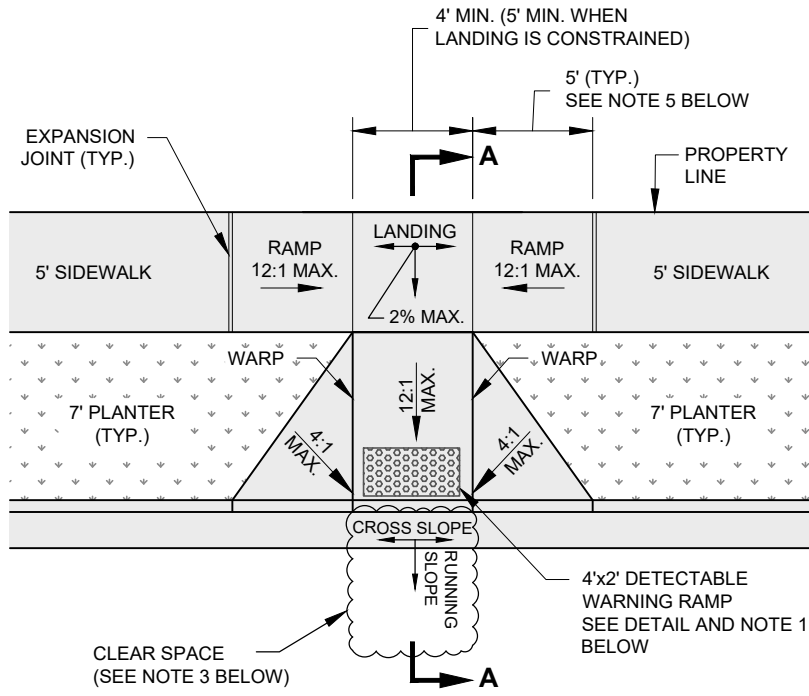 4' MIN. (5' MIN. WHEN
LANDING IS CONSTRAINED)
5' (TYP.)
SEE NOTE 5 BELOW
EXPANSION
JOINT (TYP.)
A
PROPERTY
LINE
5' SIDEWALK
RAMP
12:1 MAX.
LANDING
RAMP
12:1 MAX.
5' SIDEWALK
2% MAX.
WARP
WARP
7' PLANTER
(TYP.)
12:1
MAX.
7' PLANTER
(TYP.)
4:1
MAX.
4:1
MAX.
CROSS SLOPE
RUNNING
SLOPE
4'x2' DETECTABLE
WARNING RAMP
SEE DETAIL AND NOTE 1
BELOW
CLEAR SPACE
(SEE NOTE 3 BELOW)
A